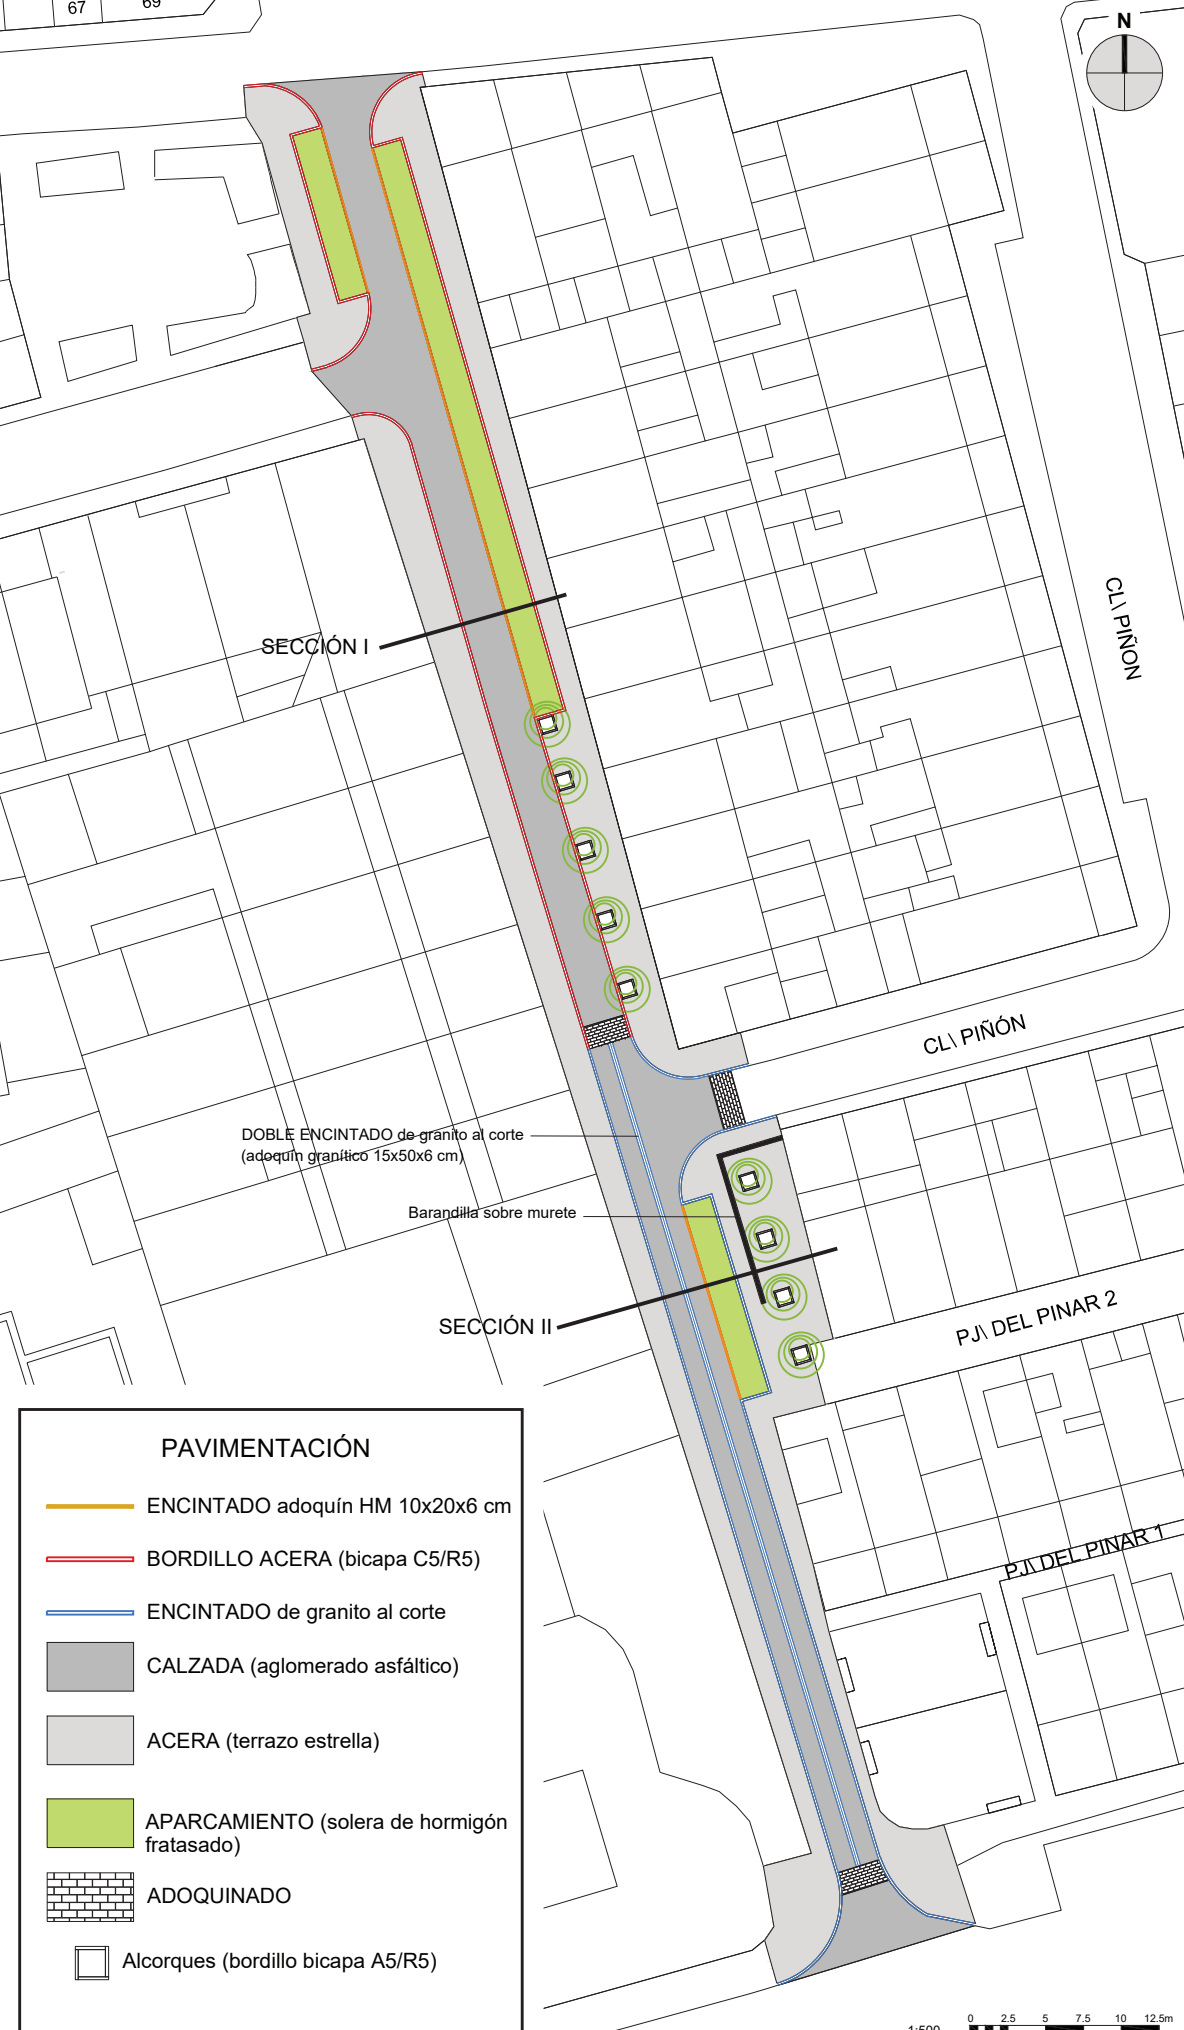 67
69
N
CL\ PIÑON
SECCIÓN I
CL\ PIÑÓN
DOBLE ENCINTADO de granito al corte
(adoquín granítico 15x50x6 cm)
Barandilla sobre murete
SECCIÓN II
PJ\ DEL PINAR 2
PJ\ DEL PINAR 1
PAVIMENTACIÓN
ENCINTADO adoquín HM 10x20x6 cm
BORDILLO ACERA (bicapa C5/R5)
ENCINTADO de granito al corte
CALZADA (aglomerado asfáltico)
ACERA (terrazo estrella)
APARCAMIENTO (solera de hormigón
fratasado)
ADOQUINADO
Alcorques (bordillo bicapa A5/R5)
0 2.5 5 7.5 10 12.5m
1:500